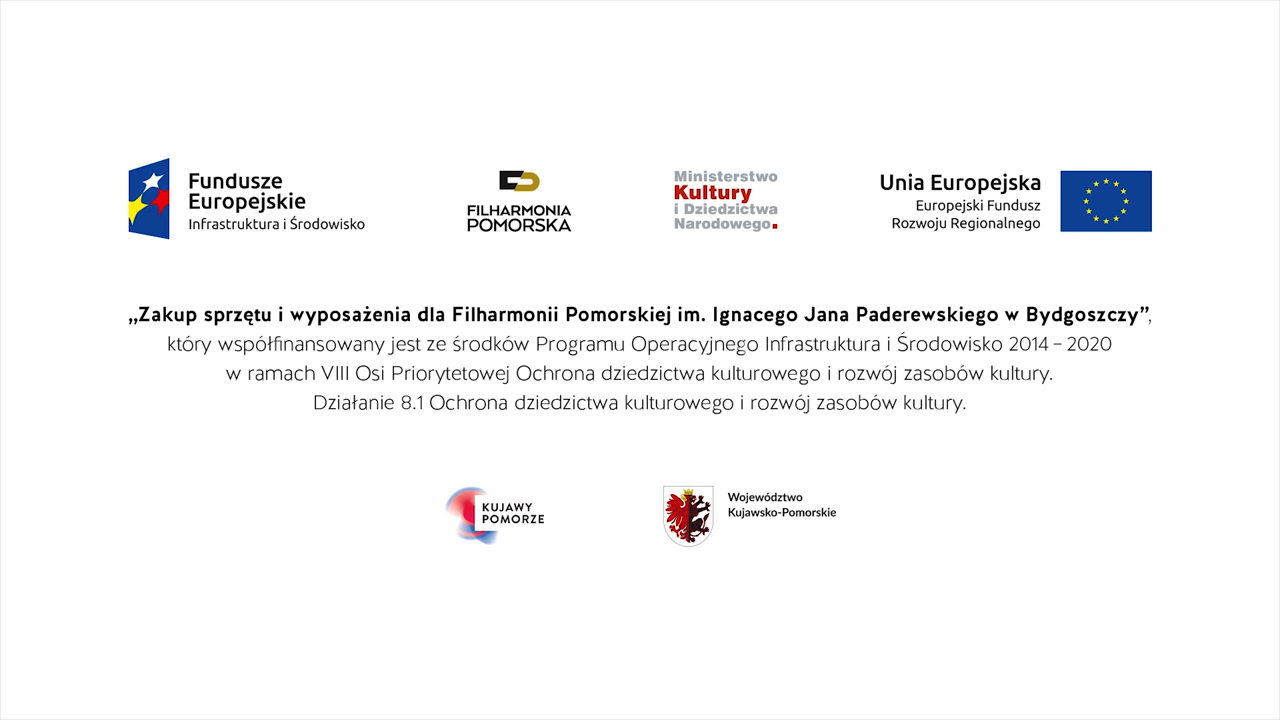 Fundusze
Europejskie
Infrastruktura i Środowisko
FILHARMONIA
POMORSKA
Ministerstwo
Kultury
i Dziedzictwa
Narodowego.
Unia Europejska
Europejski Fundusz
Rozwoju Regionalnego
„Zakup sprzętu i wyposażenia dla Filharmonii Pomorskiej im. Ignacego Jana Paderewskiego w Bydgoszczy”,
który współfinansowany jest ze środków Programu Operacyjnego Infrastruktura i Środowisko 2014 – 2020
w ramach VIII Osi Priorytetowej Ochrona dziedzictwa kulturowego i rozwój zasobów kultury.
Działanie 8.1 Ochrona dziedzictwa kulturowego i rozwój zasobów kultury.
KUJAWY
POMORZE
Województwo
Kujawsko-Pomorskie